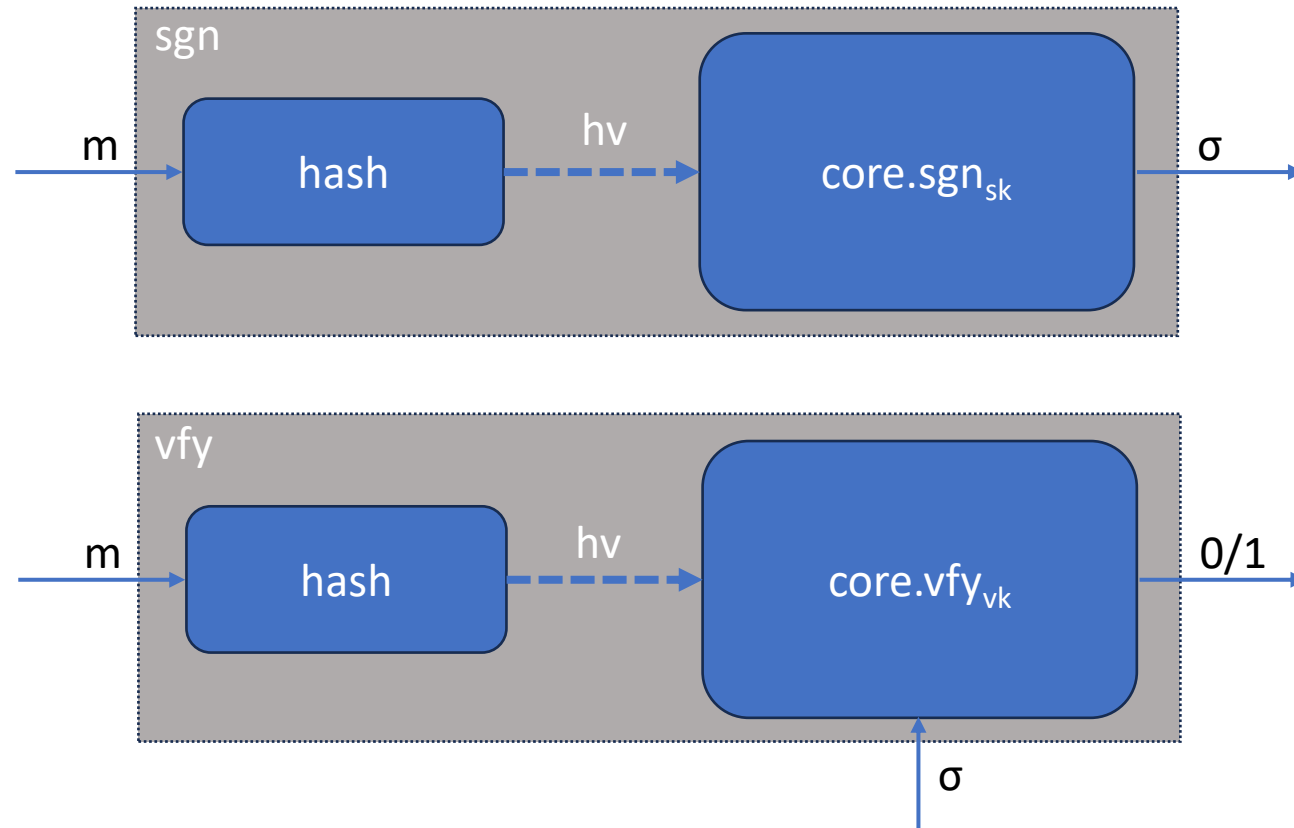 sgn
m
hash
hv
core.sgnsk
σ
vfy
m
hash
hv
core.vfyvk
0/1
σ